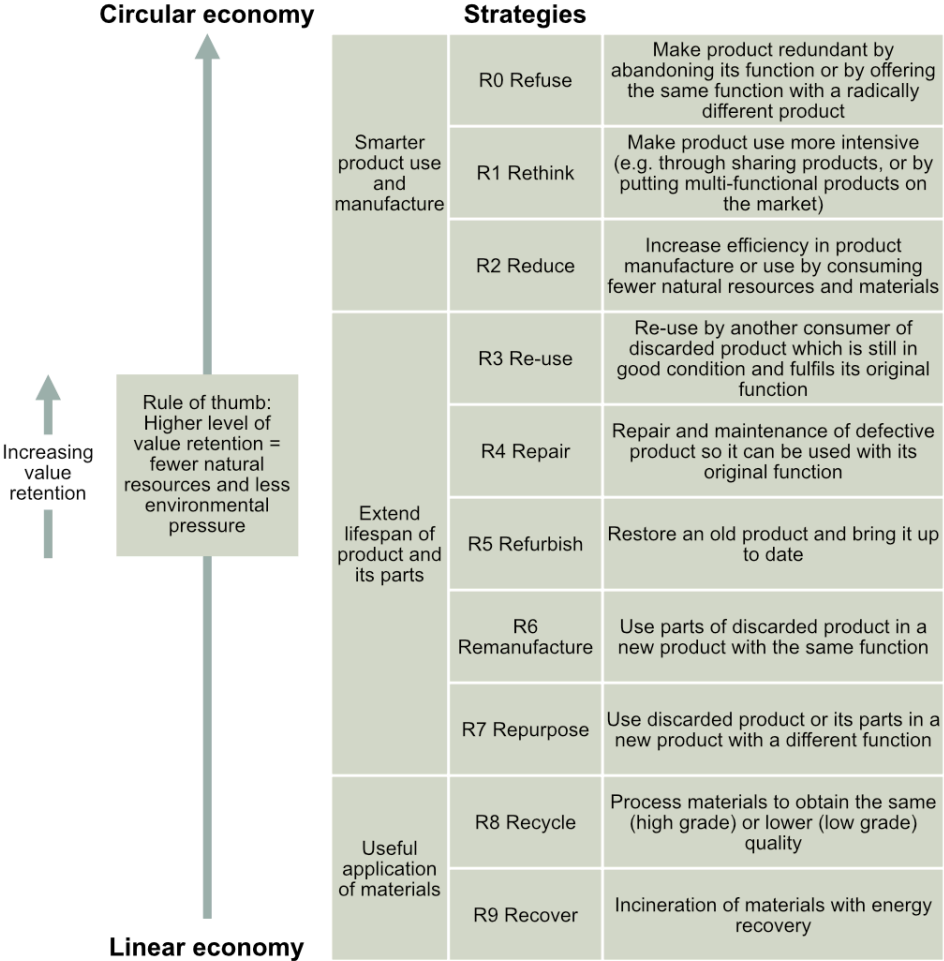 Circular economy
Strategies
Increasing
value
retention
Rule of thumb:
Higher level of
value retention =
fewer natural
resources and less
environmental
pressure
Linear economy
Smarter
product use
and
manufacture
R0 Refuse
Make product redundant by
abandoning its function or by offering
the same function with a radically
different product
R1 Rethink
Make product use more intensive
(e.g. through sharing products, or by
putting multi-functional products on
the market)
R2 Reduce
Increase efficiency in product
manufacture or use by consuming
fewer natural resources and materials
Extend
lifespan of
product and
its parts
R3 Re-use
Re-use by another consumer of
discarded product which is still in
good condition and fulfils its original
function
R4 Repair
Repair and maintenance of defective
product so it can be used with its
original function
R5 Refurbish
Restore an old product and bring it up
to date
R6
Remanufacture
Use parts of discarded product in a
new product with the same function
R7 Repurpose
Use discarded product or its parts in a
new product with a different function
Useful
application
of materials
R8 Recycle
Process materials to obtain the same
(high grade) or lower (low grade)
quality
R9 Recover
Incineration of materials with energy
recovery